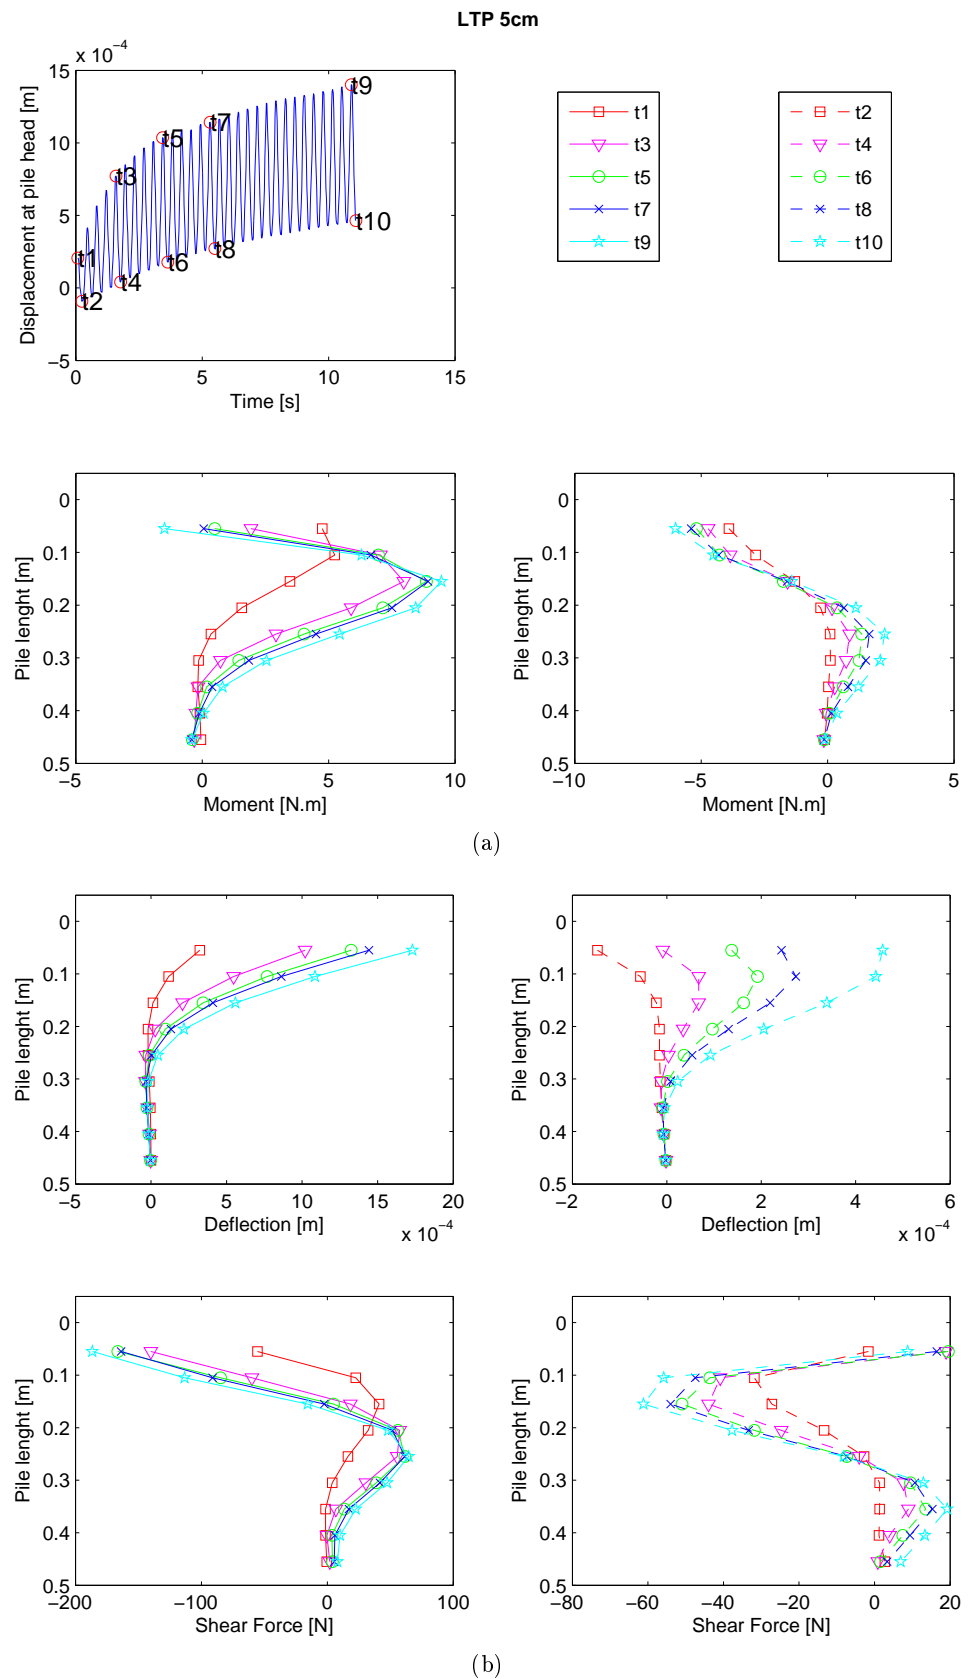 LTP 5cm
x 10−4
15
10
5
0
−5
0 5 10 15
Displacement at pile head [m]
Time [s]
t1
t2
t3
t4
t5
t6
t7
t8
t9
t10
t1
t3
t5
t7
t9
t2
t4
t6
t8
t10
0
0.1
0.2
0.3
0.4
0.5
−5 0 5 10
Pile lenght [m]
Moment [N.m]
0
0.1
0.2
0.3
0.4
0.5
−10 −5 0 5
Pile lenght [m]
Moment [N.m]
(a)
0
0.1
0.2
0.3
0.4
0.5
−5 0 5 10 15 20
Pile lenght [m]
Deflection [m]
x 10−4
0
0.1
0.2
0.3
0.4
0.5
−2 0 2 4 6
Pile lenght [m]
Deflection [m]
x 10−4
0
0.1
0.2
0.3
0.4
0.5
−200 −100 0 100
Pile lenght [m]
Shear Force [N]
0
0.1
0.2
0.3
0.4
0.5
−80 −60 −40 −20 0 20
Pile lenght [m]
Shear Force [N]
(b)